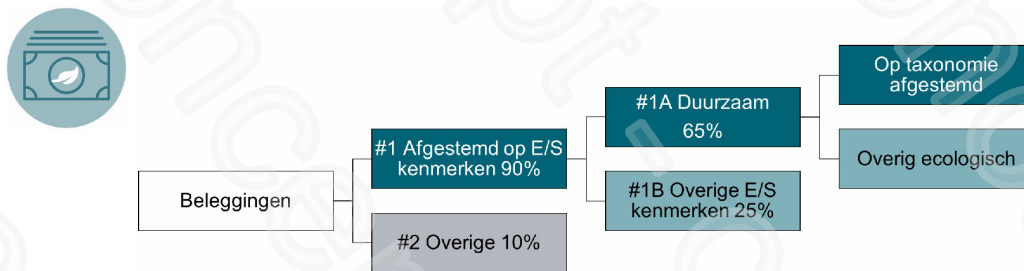 Op taxonomie
afgestemd
#1A Duurzaam
65%
#1 Afgestemd op E/S
kenmerken 90%
Overig ecologisch
Beleggingen
#1B Overige E/S
kenmerken 25%
#2 Overige 10%